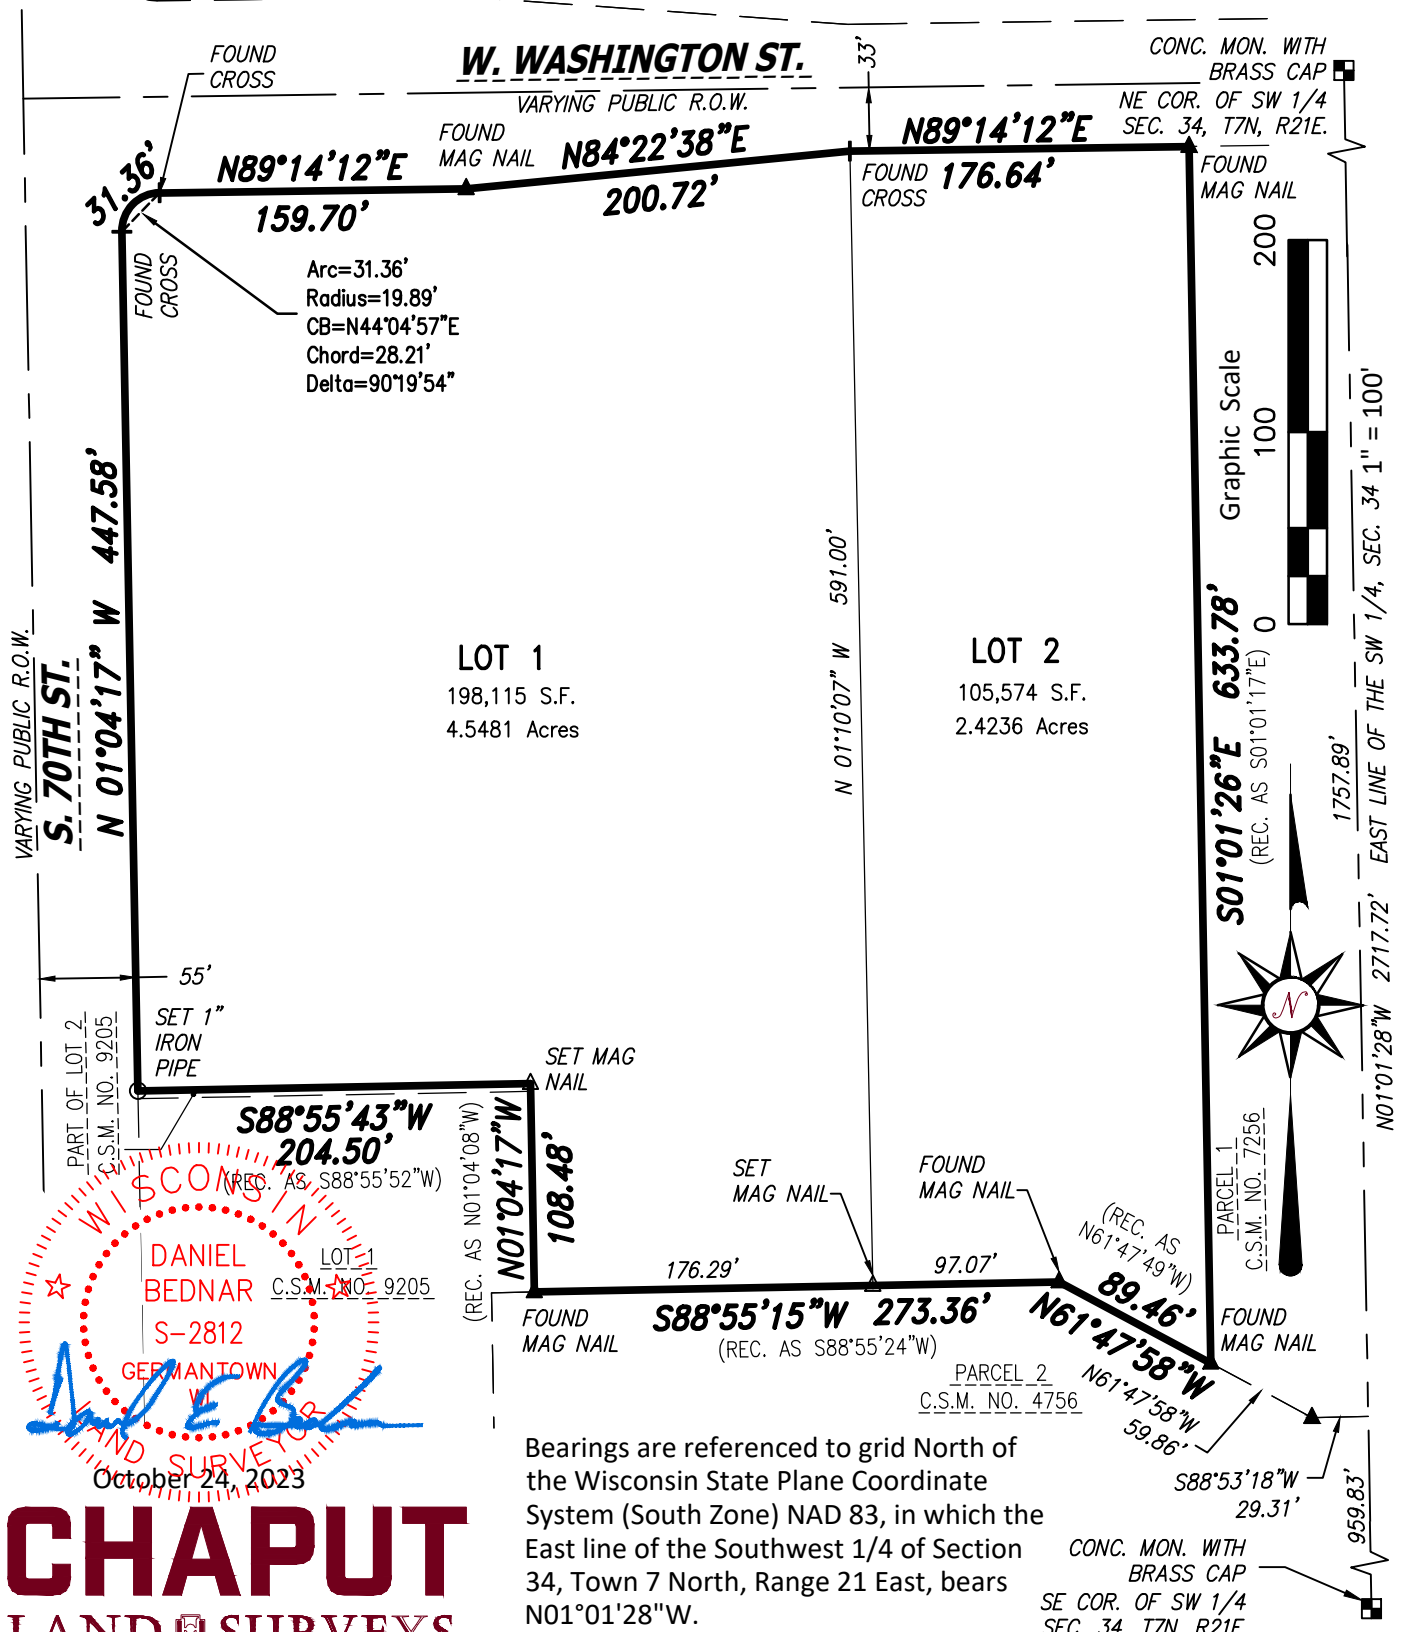 W. WASHINGTON ST.
VARYING PUBLIC R.O.W.
33'
CONC. MON. WITH
BRASS CAP
NE COR. OF SW 1/4
SEC. 34, T7N, R21E.
FOUND
CROSS
FOUND
MAG NAIL
31.36'
N89°14'12"E
159.70'
N84°22'38"E
200.72'
N89°14'12"E
176.64'
FOUND
CROSS
FOUND
MAG NAIL
FOUND
CROSS
Arc=31.36'
Radius=19.89'
CB=N44°04'57"E
Chord=28.21'
Delta=90°19'54"
Graphic Scale
0 100 200
1" = 100'
VARYING PUBLIC R.O.W.
S. 70TH ST.
N 01°04'17" W 447.58'
LOT 1
198,115 S.F.
4.5481 Acres
N 01°10'07" W 591.00'
LOT 2
105,574 S.F.
2.4236 Acres
S01°01'26"E 633.78'
(REC. AS S01°01'17"E)
1757.89'
N01°01'28"W 2717.72' EAST LINE OF THE SW 1/4, SEC. 34
N
55'
SET 1"
IRON
PIPE
PART OF LOT 2
C.S.M. NO. 9205
SET MAG
NAIL
S88°55'43"W
204.50'
(REC. AS S88°55'52"W)
(REC. AS N01°04'08"W)
N01°04'17"W
108.48'
LOT 1
C.S.M. NO. 9205
SET
MAG NAIL
FOUND
MAG NAIL
PARCEL 1
C.S.M. NO. 7256
176.29'
97.07'
FOUND
MAG NAIL
S88°55'15"W 273.36'
(REC. AS S88°55'24"W)
(REC. AS
N61°47'49"W)
89.46'
N61°47'58"W
FOUND
MAG NAIL
PARCEL 2
C.S.M. NO. 4756
N61°47'58"W
59.86'
S88°53'18"W
29.31'
959.83'
WISCONSIN
DANIEL
BEDNAR
S-2812
GERMANTOWN
WI
LAND SURVEYOR
October 24, 2023
CHAPUT
LAND SURVEYS
Bearings are referenced to grid North of
the Wisconsin State Plane Coordinate
System (South Zone) NAD 83, in which the
East line of the Southwest 1/4 of Section
34, Town 7 North, Range 21 East, bears
N01°01'28"W.
CONC. MON. WITH
BRASS CAP
SE COR. OF SW 1/4
SEC. 34, T7N, R21E.